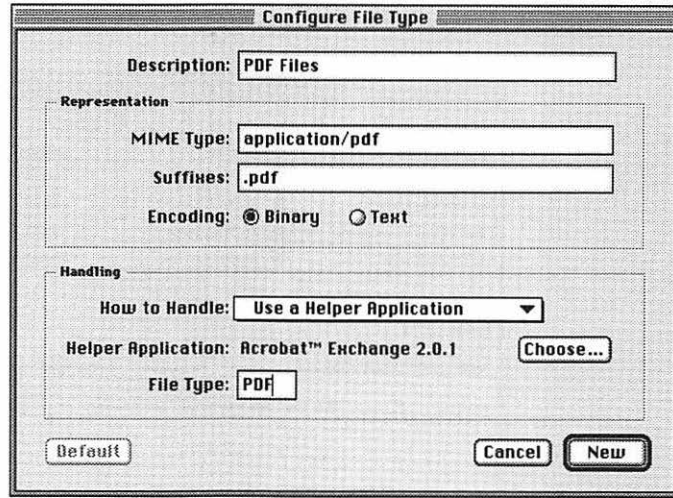 Configure File Type
Description: PDF Files
Representation
MIME Type: application/pdf
Suffixes: .pdf
Encoding: Binary Text
Handling
How to Handle: Use a Helper Application
Helper Application: Acrobat™ Exchange 2.0.1 Choose...
File Type: PDF
Default Cancel New